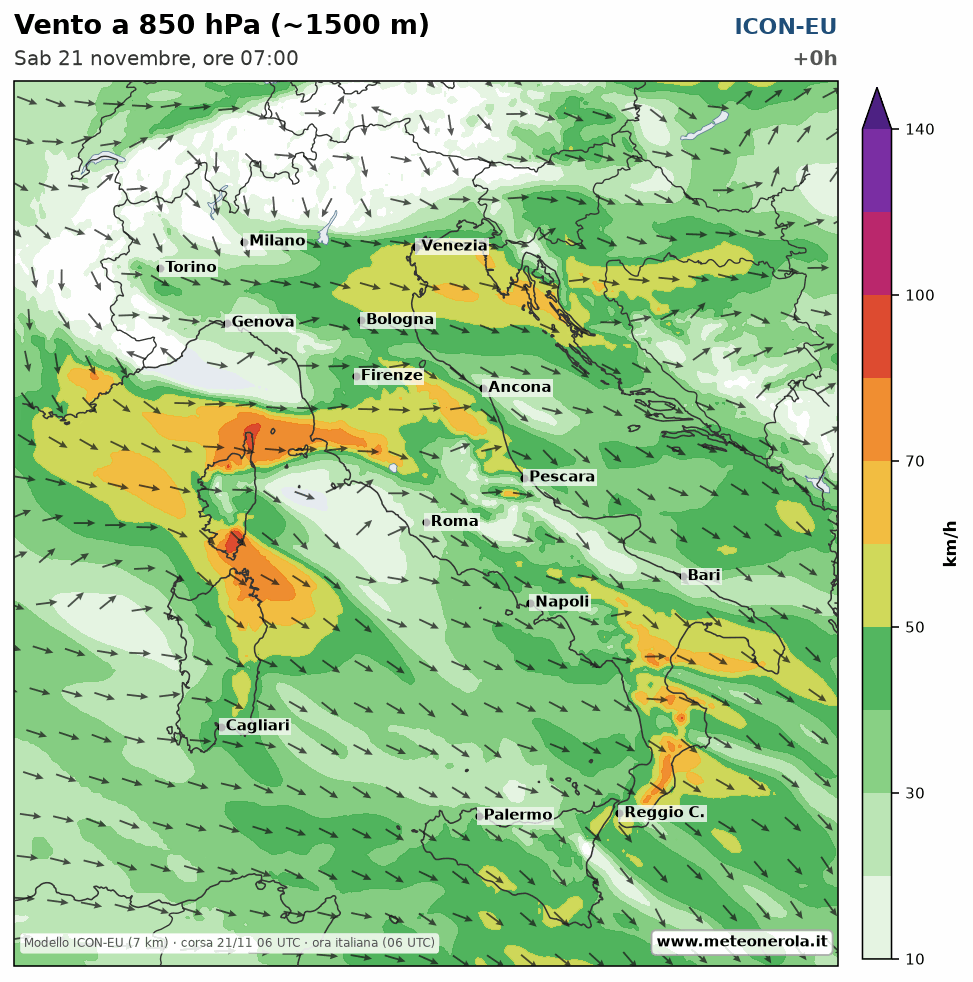 Vento a 850 hPa (~1500 m)
ICON-EU
Sab 21 novembre, ore 07:00
+0h
Milano
Venezia
Torino
Genova
Bologna
Firenze
Ancona
Pescara
Roma
Bari
Napoli
Cagliari
Palermo
Reggio C.
140
100
70
50
30
10
km/h
Modello ICON-EU (7 km) · corsa 21/11 06 UTC · ora italiana (06 UTC)
www.meteonerola.it